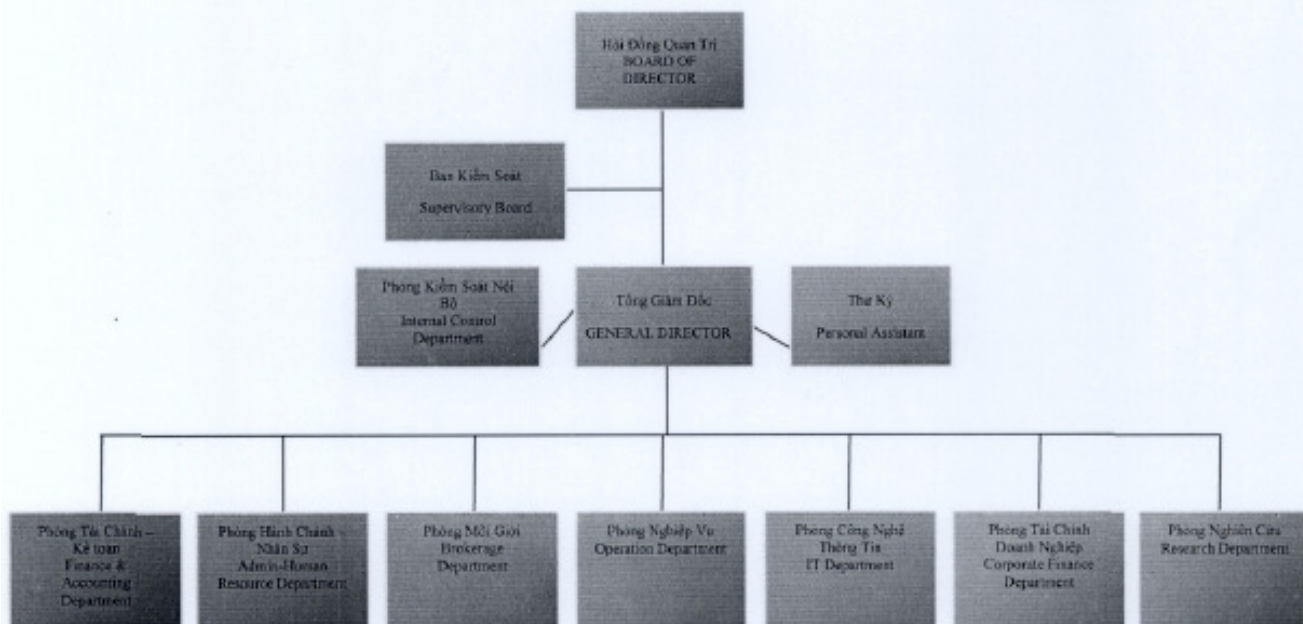 Hội Đồng Quản Trị
BOARD OF
DIRECTOR
Ban Kiểm Soát
Supervisory Board
Phòng Kiểm Soát Nội
Bộ
Internal Control
Department
Tổng Giám Đốc
GENERAL DIRECTOR
Thư Ký
Personal Assistant
Phòng Tài Chánh –
Kế toán
Finance &
Accounting
Department
Phòng Hành Chánh –
Nhân Sự
Admin-Human
Resource Department
Phòng Môi Giới
Brokerage
Department
Phòng Nghiệp Vụ
Operation Department
Phòng Công Nghệ
Thông Tin
IT Department
Phòng Tài Chính
Doanh Nghiệp
Corporate Finance
Department
Phòng Nghiên Cứu
Research Department